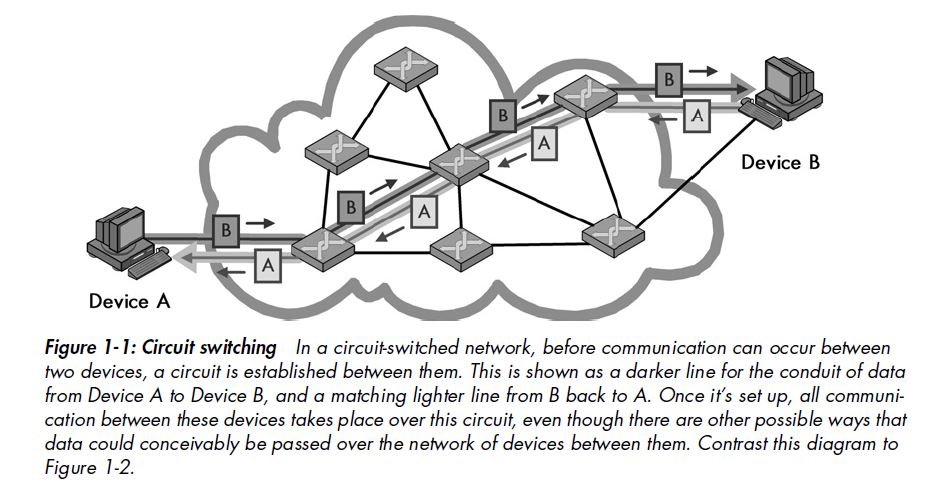 B
A
Device B
B
A
B
A
B
A
Device A
Figure 1-1: Circuit switching In a circuit-switched network, before communication can occur between
two devices, a circuit is established between them. This is shown as a darker line for the conduit of data
from Device A to Device B, and a matching lighter line from B back to A. Once it’s set up, all communi-
cation between these devices takes place over this circuit, even though there are other possible ways that
data could conceivably be passed over the network of devices between them. Contrast this diagram to
Figure 1-2.